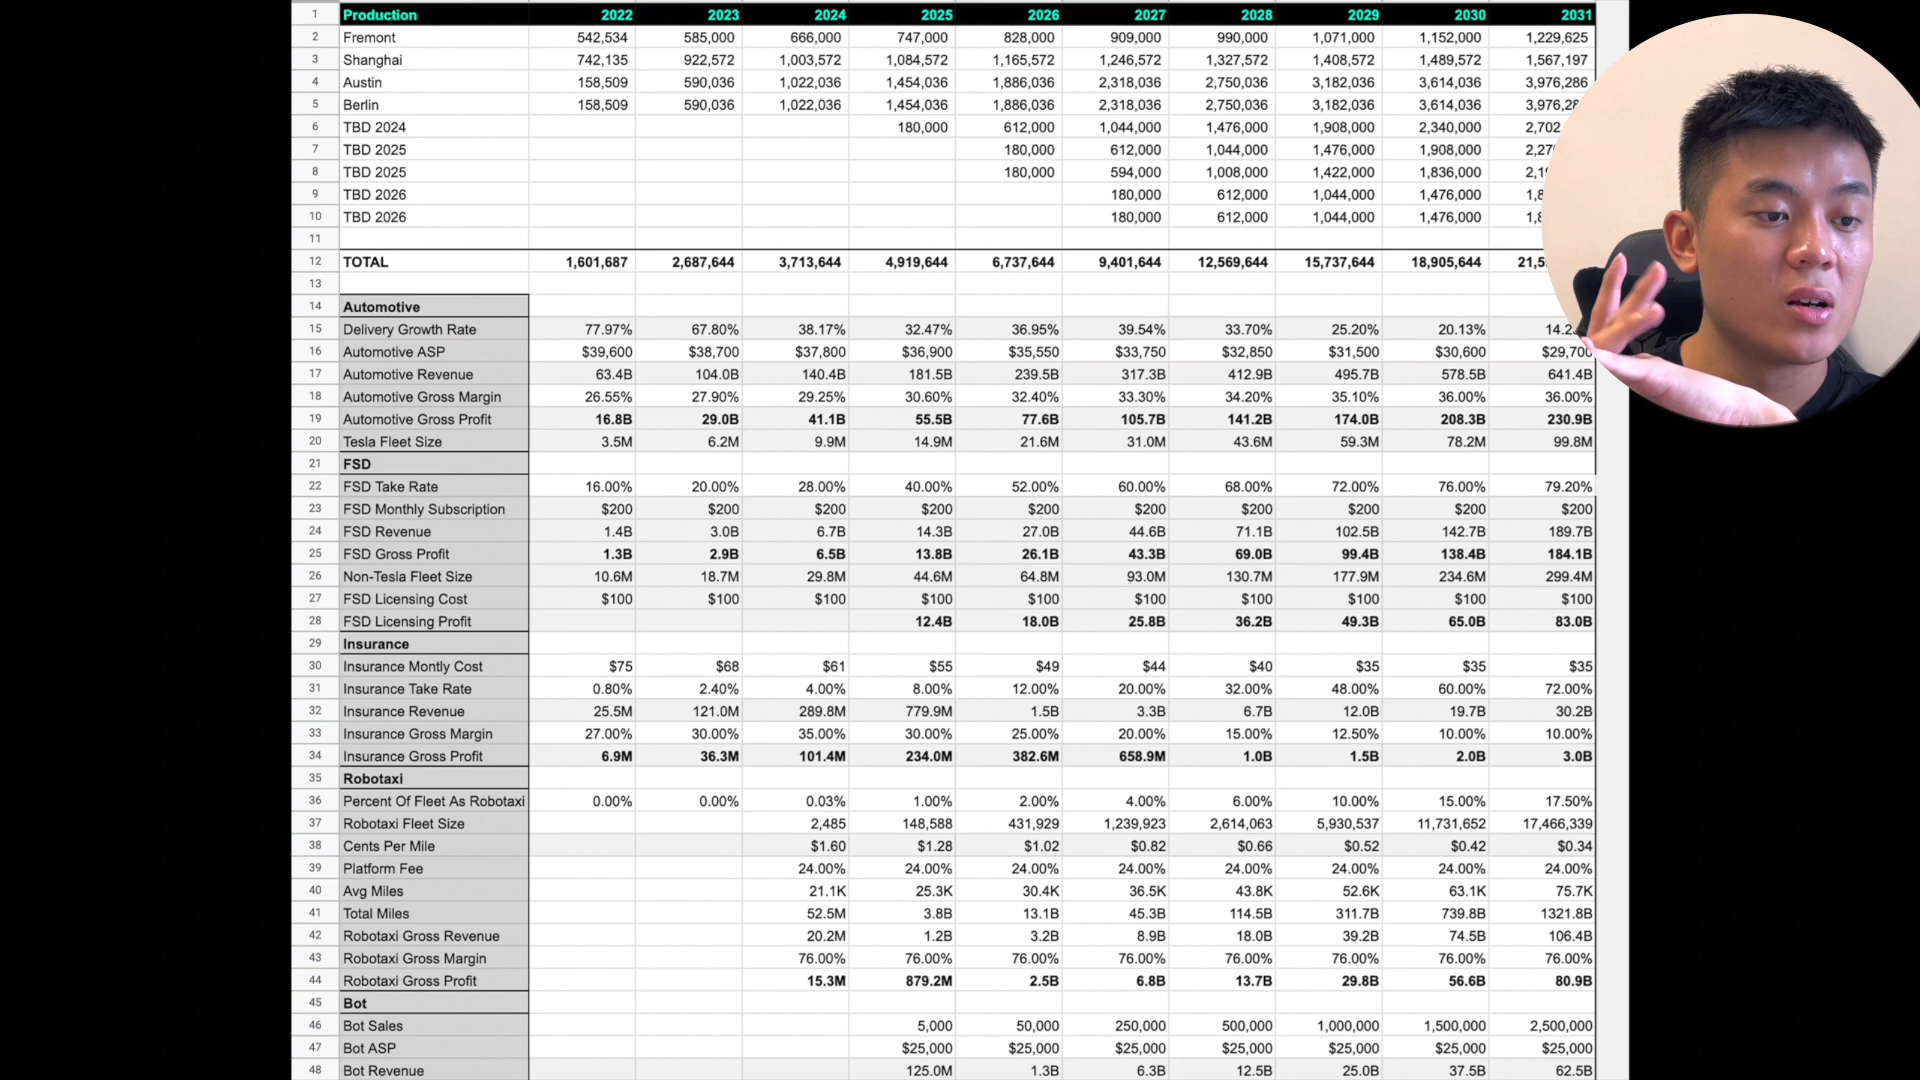 1 Production 2022 2023 2024 2025 2026 2027 2028 2029 2030 2031
2 Fremont 542,534 585,000 666,000 747,000 828,000 909,000 990,000 1,071,000 1,152,000 1,229,625
3 Shanghai 742,135 922,572 1,003,572 1,084,572 1,165,572 1,246,572 1,327,572 1,408,572 1,489,572 1,567,197
4 Austin 158,509 590,036 1,022,036 1,454,036 1,886,036 2,318,036 2,750,036 3,182,036 3,614,036 3,976,286
5 Berlin 158,509 590,036 1,022,036 1,454,036 1,886,036 2,318,036 2,750,036 3,182,036 3,614,036
6 TBD 2024 180,000 612,000 1,044,000 1,476,000 1,908,000 2,340,000
7 TBD 2025 180,000 612,000 1,044,000 1,476,000 1,908,000
8 TBD 2025 180,000 594,000 1,008,000 1,422,000 1,836,000
9 TBD 2026 180,000 612,000 1,044,000 1,476,000
10 TBD 2026 180,000 612,000 1,044,000 1,476,000
11
12 TOTAL 1,601,687 2,687,644 3,713,644 4,919,644 6,737,644 9,401,644 12,569,644 15,737,644 18,905,644
13
14 Automotive
15 Delivery Growth Rate 77.97% 67.80% 38.17% 32.47% 36.95% 39.54% 33.70% 25.20% 20.13%
16 Automotive ASP $39,600 $38,700 $37,800 $36,900 $35,550 $33,750 $32,850 $31,500 $30,600 $29,700
17 Automotive Revenue 63.4B 104.0B 140.4B 181.5B 239.5B 317.3B 412.9B 495.7B 578.5B 641.4B
18 Automotive Gross Margin 26.55% 27.90% 29.25% 30.60% 32.40% 33.30% 34.20% 35.10% 36.00% 36.00%
19 Automotive Gross Profit 16.8B 29.0B 41.1B 55.5B 77.6B 105.7B 141.2B 174.0B 208.3B 230.9B
20 Tesla Fleet Size 3.5M 6.2M 9.9M 14.9M 21.6M 31.0M 43.6M 59.3M 78.2M 99.8M
21 FSD
22 FSD Take Rate 16.00% 20.00% 28.00% 40.00% 52.00% 60.00% 68.00% 72.00% 76.00% 79.20%
23 FSD Monthly Subscription $200 $200 $200 $200 $200 $200 $200 $200 $200 $200
24 FSD Revenue 1.4B 3.0B 6.7B 14.3B 27.0B 44.6B 71.1B 102.5B 142.7B 189.7B
25 FSD Gross Profit 1.3B 2.9B 6.5B 13.8B 26.1B 43.3B 69.0B 99.4B 138.4B 184.1B
26 Non-Tesla Fleet Size 10.6M 18.7M 29.8M 44.6M 64.8M 93.0M 130.7M 177.9M 234.6M 299.4M
27 FSD Licensing Cost $100 $100 $100 $100 $100 $100 $100 $100 $100 $100
28 FSD Licensing Profit 12.4B 18.0B 25.8B 36.2B 49.3B 65.0B 83.0B
29 Insurance
30 Insurance Montly Cost $75 $68 $61 $55 $49 $44 $40 $35 $35 $35
31 Insurance Take Rate 0.80% 2.40% 4.00% 8.00% 12.00% 20.00% 32.00% 48.00% 60.00% 72.00%
32 Insurance Revenue 25.5M 121.0M 289.8M 779.9M 1.5B 3.3B 6.7B 12.0B 19.7B 30.2B
33 Insurance Gross Margin 27.00% 30.00% 35.00% 30.00% 25.00% 20.00% 15.00% 12.50% 10.00% 10.00%
34 Insurance Gross Profit 6.9M 36.3M 101.4M 234.0M 382.6M 658.9M 1.0B 1.5B 2.0B 3.0B
35 Robotaxi
36 Percent Of Fleet As Robotaxi 0.00% 0.00% 0.03% 1.00% 2.00% 4.00% 6.00% 10.00% 15.00% 17.50%
37 Robotaxi Fleet Size 2,485 148,588 431,929 1,239,923 2,614,063 5,930,537 11,731,652 17,466,339
38 Cents Per Mile $1.60 $1.28 $1.02 $0.82 $0.66 $0.52 $0.42 $0.34
39 Platform Fee 24.00% 24.00% 24.00% 24.00% 24.00% 24.00% 24.00% 24.00%
40 Avg Miles 21.1K 25.3K 30.4K 36.5K 43.8K 52.6K 63.1K 75.7K
41 Total Miles 52.5M 3.8B 13.1B 45.3B 114.5B 311.7B 739.8B 1321.8B
42 Robotaxi Gross Revenue 20.2M 1.2B 3.2B 8.9B 18.0B 39.2B 74.5B 106.4B
43 Robotaxi Gross Margin 76.00% 76.00% 76.00% 76.00% 76.00% 76.00% 76.00% 76.00%
44 Robotaxi Gross Profit 15.3M 879.2M 2.5B 6.8B 13.7B 29.8B 56.6B 80.9B
45 Bot
46 Bot Sales 5,000 50,000 250,000 500,000 1,000,000 1,500,000 2,500,000
47 Bot ASP $25,000 $25,000 $25,000 $25,000 $25,000 $25,000 $25,000
48 Bot Revenue 125.0M 1.3B 6.3B 12.5B 25.0B 37.5B 62.5B